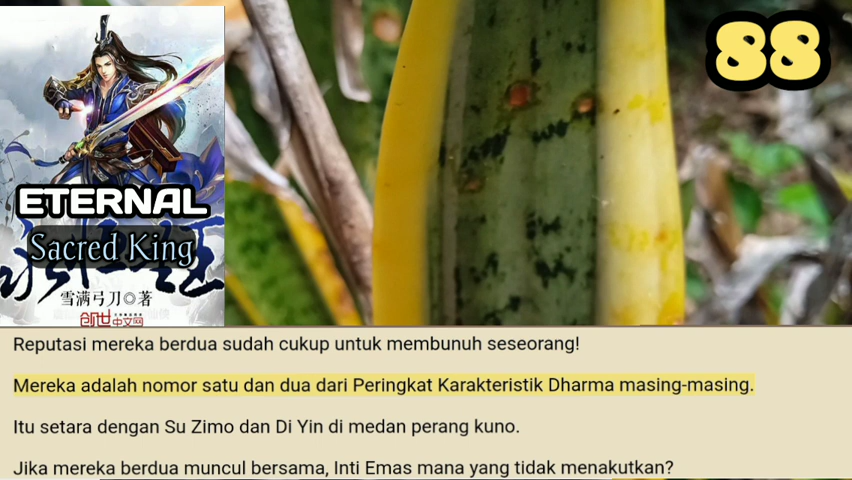 88
ETERNAL
Sacred King
雪满弓刀◎著
创世中文网
Reputasi mereka berdua sudah cukup untuk membunuh seseorang!
Mereka adalah nomor satu dan dua dari Peringkat Karakteristik Dharma masing-masing.
Itu setara dengan Su Zimo dan Di Yin di medan perang kuno.
Jika mereka berdua muncul bersama, Inti Emas mana yang tidak menakutkan?